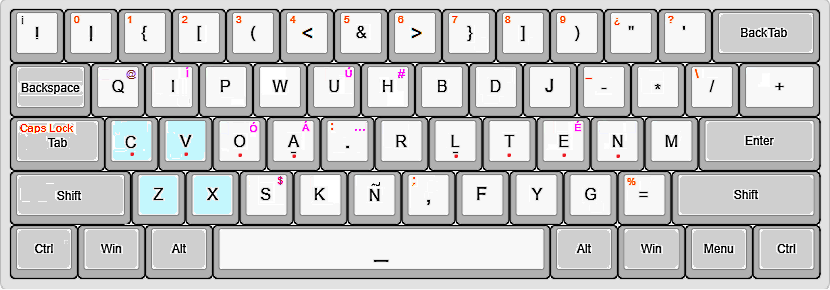 ¡ ! 0 | 1 { 2 [ 3 ( 4 < 5 & 6 > 7 } 8 ] 9 ) ¿ " ? ' BackTab
Backspace Q @ I Í P W U Ú H # B D J _ - * \ / +
Caps Lock Tab C V O Ó A Á : . ... R L T E É N M Enter
Shift Z X S $ K Ñ ; , F Y G % = Shift
Ctrl Win Alt _ Alt Win Menu Ctrl